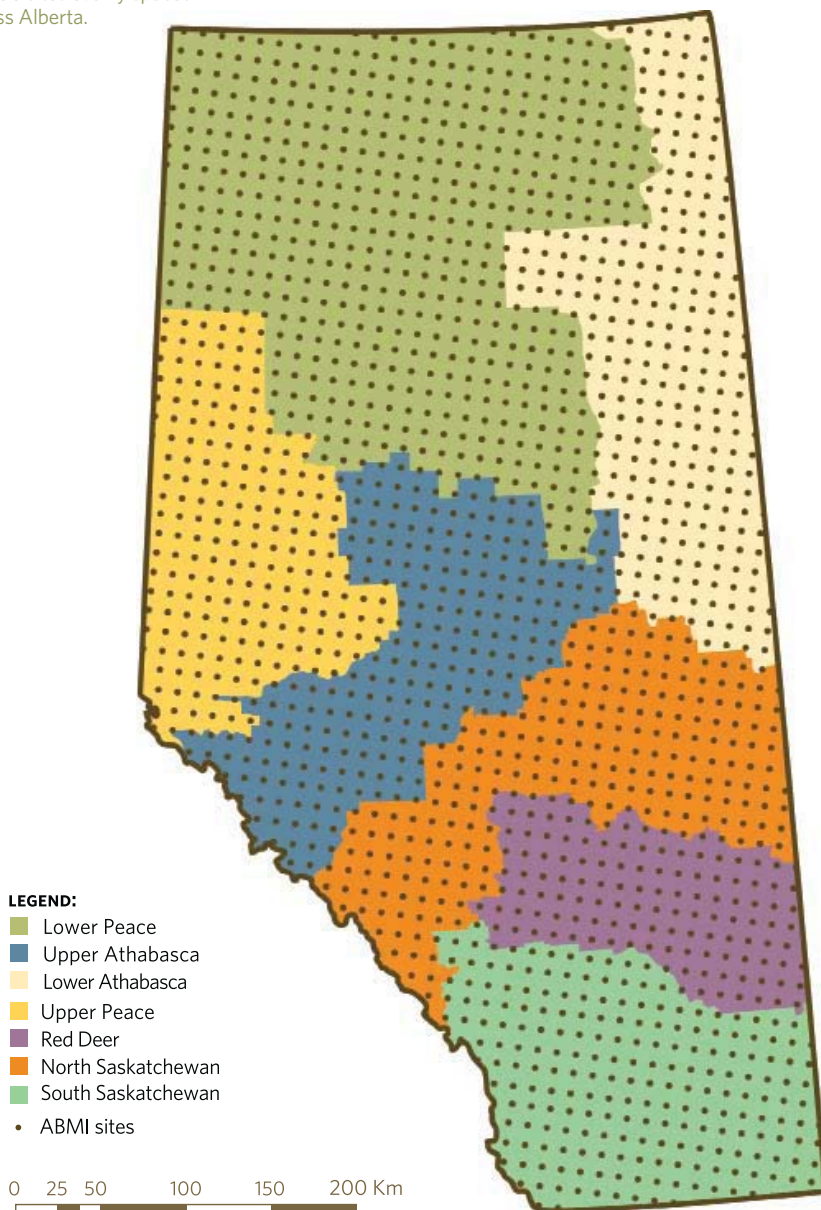 ss Alberta.
LEGEND:
Lower Peace
Upper Athabasca
Lower Athabasca
Upper Peace
Red Deer
North Saskatchewan
South Saskatchewan
• ABMI sites
0 25 50 100 150 200 Km